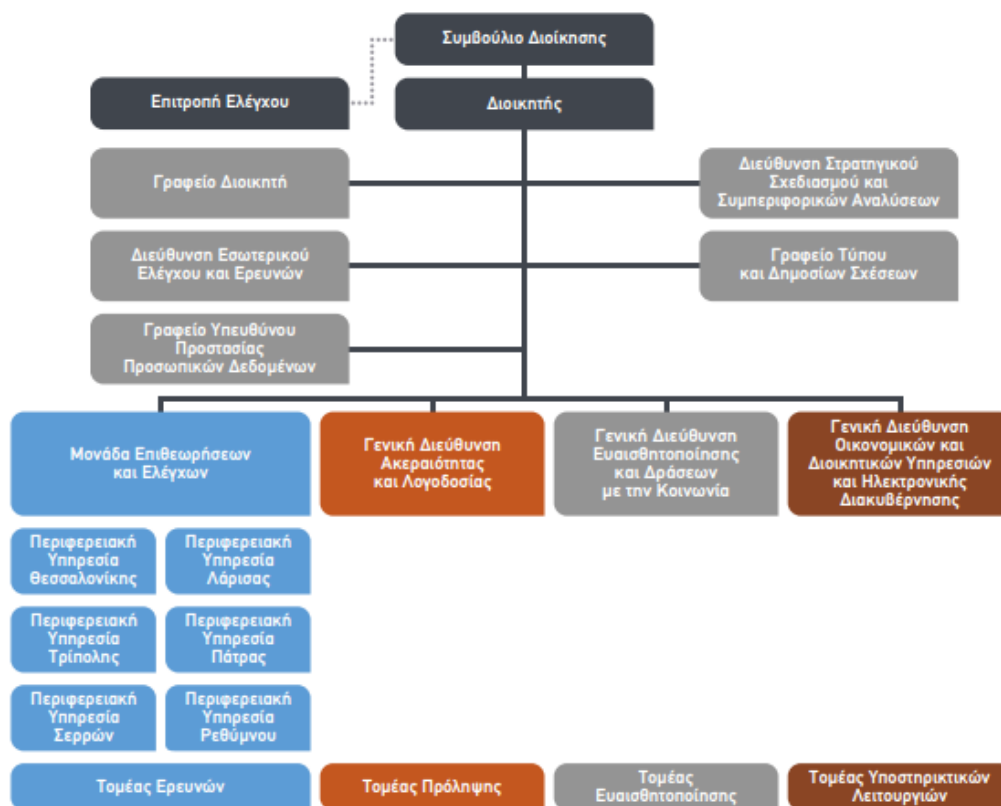 Συμβούλιο Διοίκησης
Επιτροπή Ελέγχου
Διοικητής
Γραφείο Διοικητή
Διεύθυνση Στρατηγικού
Σχεδιασμού και
Συμπεριφορικών Αναλύσεων
Διεύθυνση Εσωτερικού
Ελέγχου και Ερευνών
Γραφείο Τύπου
και Δημοσίων Σχέσεων
Γραφείο Υπευθύνου
Προστασίας
Προσωπικών Δεδομένων
Μονάδα Επιθεωρήσεων
και Ελέγχων
Γενική Διεύθυνση
Ακεραιότητας
και Λογοδοσίας
Γενική Διεύθυνση
Ευαισθητοποίησης
και Δράσεων
με την Κοινωνία
Γενική Διεύθυνση
Οικονομικών και
Διοικητικών Υπηρεσιών
και Ηλεκτρονικής
Διακυβέρνησης
Περιφερειακή
Υπηρεσία
Θεσσαλονίκης
Περιφερειακή
Υπηρεσία
Λάρισας
Περιφερειακή
Υπηρεσία
Τρίπολης
Περιφερειακή
Υπηρεσία
Πάτρας
Περιφερειακή
Υπηρεσία
Σερρών
Περιφερειακή
Υπηρεσία
Ρεθύμνου
Τομέας Ερευνών
Τομέας Πρόληψης
Τομέας
Ευαισθητοποίησης
Τομέας Υποστηρικτικών
Λειτουργιών